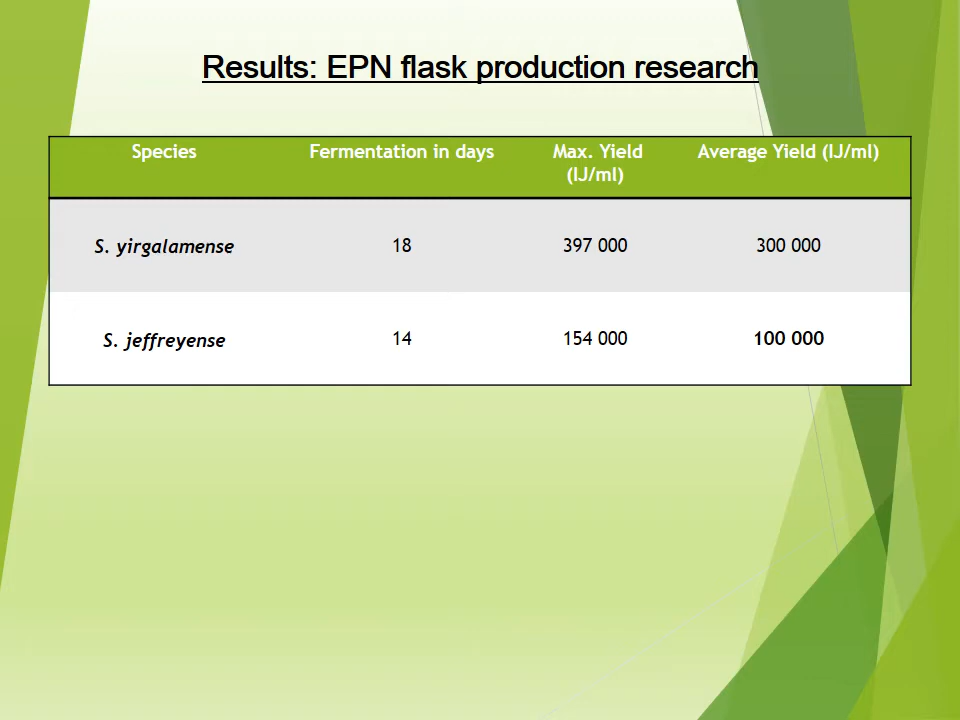 Results: EPN flask production research
Species Fermentation in days Max. Yield (IJ/ml) Average Yield (IJ/ml)
S. yirgalamense 18 397 000 300 000
S. jeffreyense 14 154 000 100 000